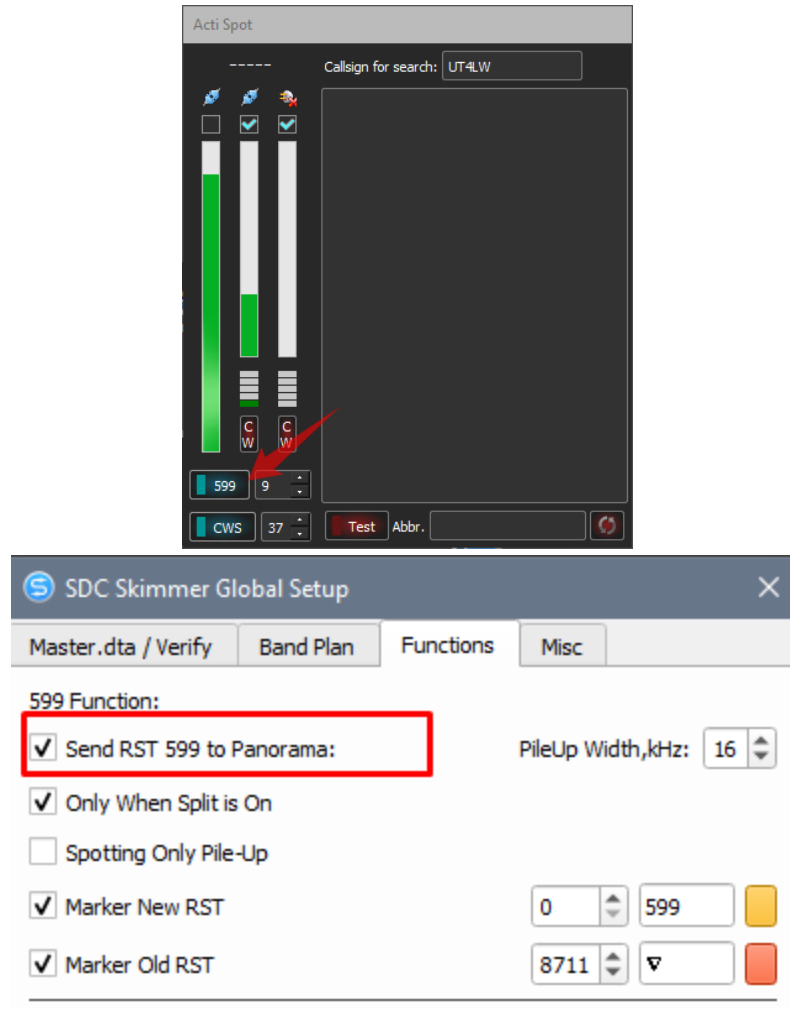 Acti Spot
-----
Callsign for search: UT4LW
C W
C W
599 9
CWS 37 Test Abbr.
SDC Skimmer Global Setup
Master.dta / Verify Band Plan Functions Misc
599 Function:
Send RST 599 to Panorama: PileUp Width,kHz: 16
Only When Split is On
Spotting Only Pile-Up
Marker New RST 0 599
Marker Old RST 8711 ∇